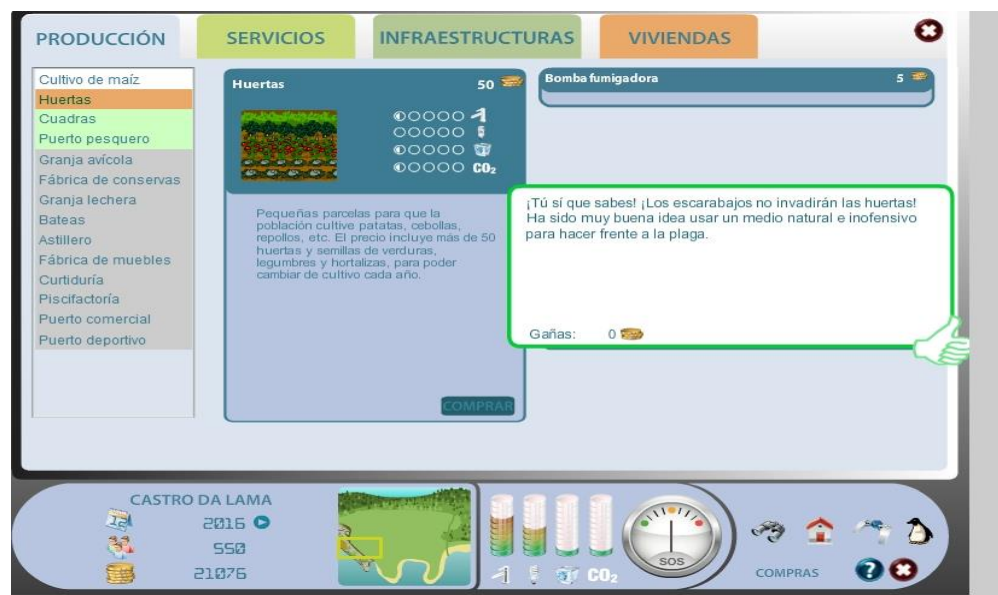 PRODUCCIÓN
SERVICIOS
INFRAESTRUCTURAS
VIVIENDAS
Cultivo de maíz
Huertas
Cuadras
Puerto pesquero
Granja avícola
Fábrica de conservas
Granja lechera
Bateas
Astillero
Fábrica de muebles
Curtiduría
Piscifactoría
Puerto comercial
Puerto deportivo
Huertas 50
CO₂
Pequeñas parcelas para que la
población cultive patatas, cebollas,
repollos, etc. El precio incluye más de 50
huertas y semillas de verduras,
legumbres y hortalizas, para poder
cambiar de cultivo cada año.
COMPRAR
Bomba fumigadora 5
¡Tú sí que sabes! ¡Los escarabajos no invadirán las huertas!
Ha sido muy buena idea usar un medio natural e inofensivo
para hacer frente a la plaga.
Gañas: 0
CASTRO DA LAMA
12
2016
550
21076
CO₂
SOS
COMPRAS
?